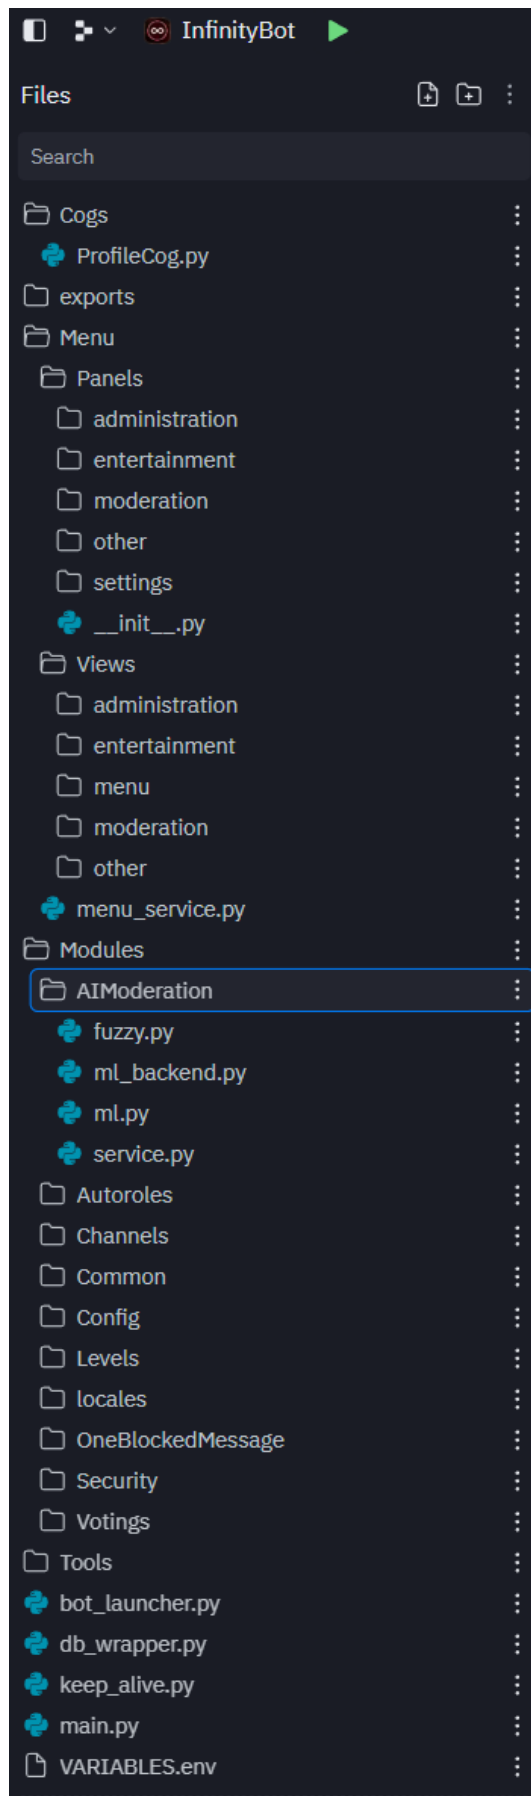 InfinityBot
Files
Search
Cogs
ProfileCog.py
exports
Menu
Panels
administration
entertainment
moderation
other
settings
__init__.py
Views
administration
entertainment
menu
moderation
other
menu_service.py
Modules
AIModeration
fuzzy.py
ml_backend.py
ml.py
service.py
Autoroles
Channels
Common
Config
Levels
locales
OneBlockedMessage
Security
Votings
Tools
bot_launcher.py
db_wrapper.py
keep_alive.py
main.py
VARIABLES.env